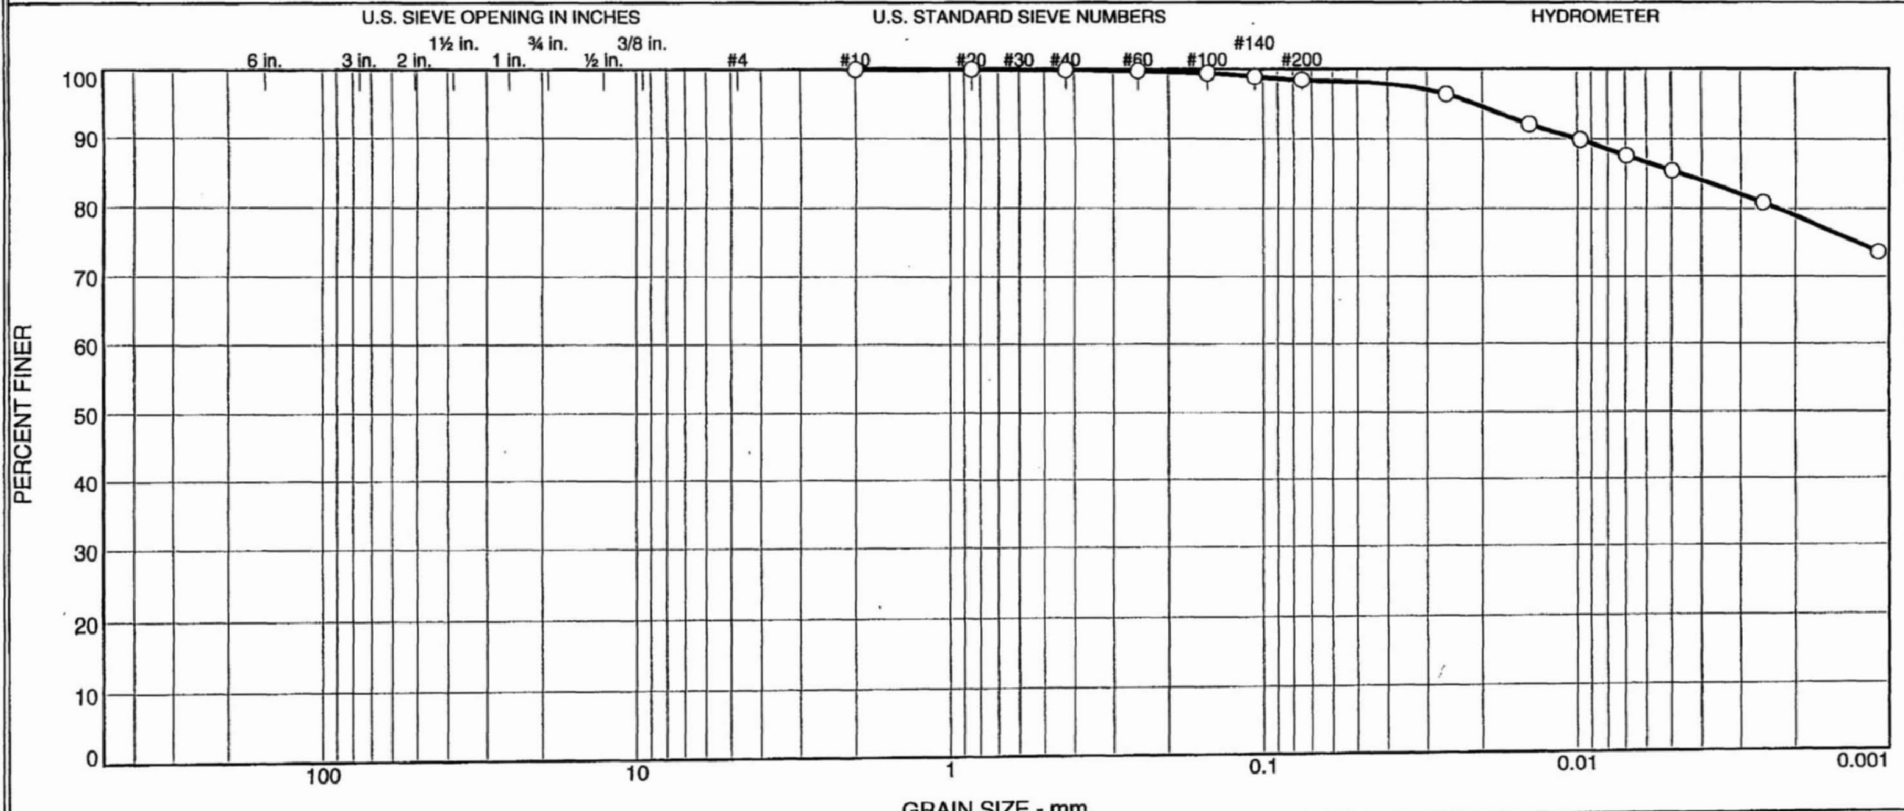 U.S. SIEVE OPENING IN INCHES U.S. STANDARD SIEVE NUMBERS HYDROMETER
6 in. 3 in. 2 in. 1½ in. 1 in. ¾ in. ½ in. 3/8 in. #4 #10 #20 #30 #40 #60 #100 #140 #200
100
90
80
70
60
50
40
30
20
10
0
PERCENT FINER
100 10 1 0.1 0.01 0.001
GRAIN SIZE - mm